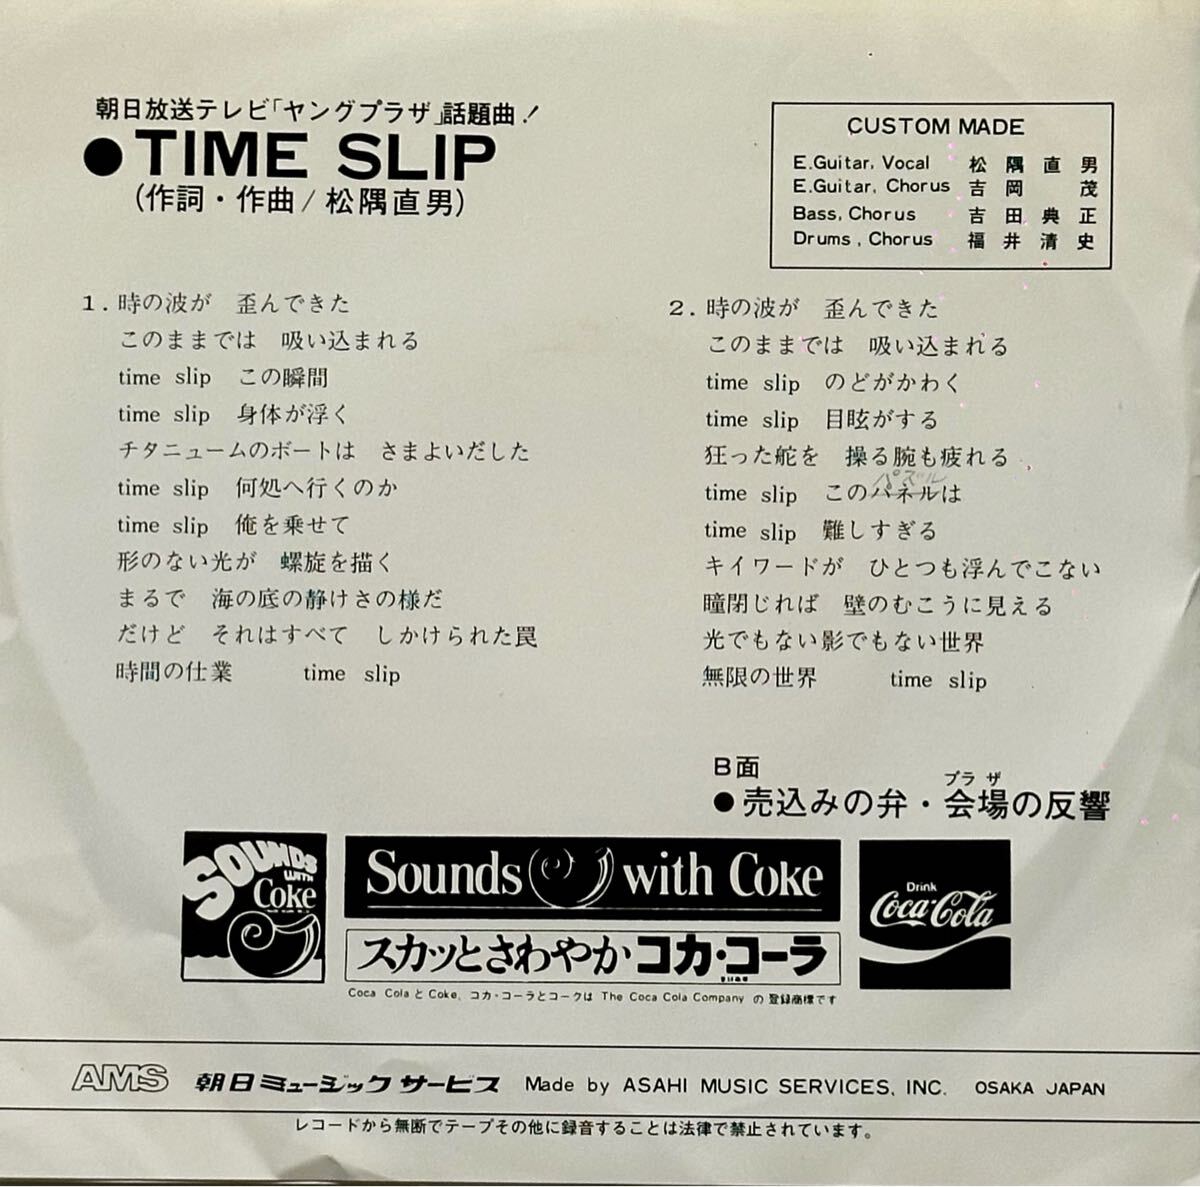 朝日放送テレビ「ヤングプラザ」話題曲！
●TIME SLIP
(作詞・作曲/松隅直男)
CUSTOM MADE
E.Guitar, Vocal 松隅直男
E.Guitar, Chorus 吉岡 茂
Bass, Chorus 吉田典正
Drums, Chorus 福井清史
1. 時の波が 歪んできた
このままでは 吸い込まれる
time slip この瞬間
time slip 身体が浮く
チタニュームのボートは さまよいだした
time slip 何処へ行くのか
time slip 俺を乗せて
形のない光が 螺旋を描く
まるで 海の底の静けさの様だ
だけど それはすべて しかけられた罠
時間の仕業 time slip
2. 時の波が 歪んできた
このままでは 吸い込まれる
time slip のどがかわく
time slip 目眩がする
狂った舵を 操る腕も疲れる
パズル
time slip このパネルは
time slip 難しすぎる
キイワードが ひとつも浮んでこない
瞳閉じれば 壁のむこうに見える
光でもない影でもない世界
無限の世界 time slip
B面
プラザ
●売込みの弁・会場の反響
SOUNDS WITH Coke
Sounds with Coke
スカッとさわやか コカ・コーラ
Drink Coca-Cola
Coca ColaとCoke、コカ・コーラとコークは The Coca Cola Company の登録商標です
AMS 朝日ミュージックサービス Made by ASAHI MUSIC SERVICES, INC. OSAKA JAPAN
レコードから無断でテープその他に録音することは法律で禁止されています。